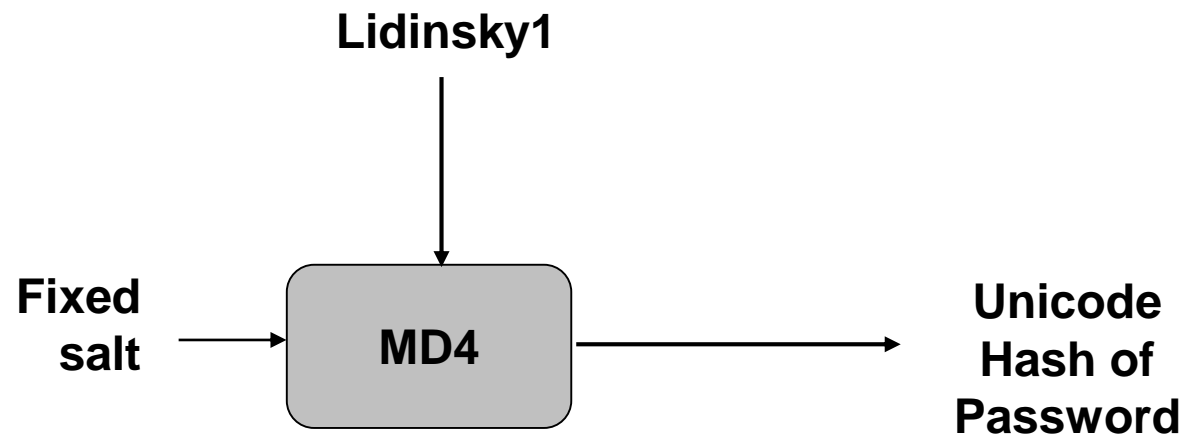 Lidinsky1
Fixed
salt
MD4
Unicode
Hash of
Password